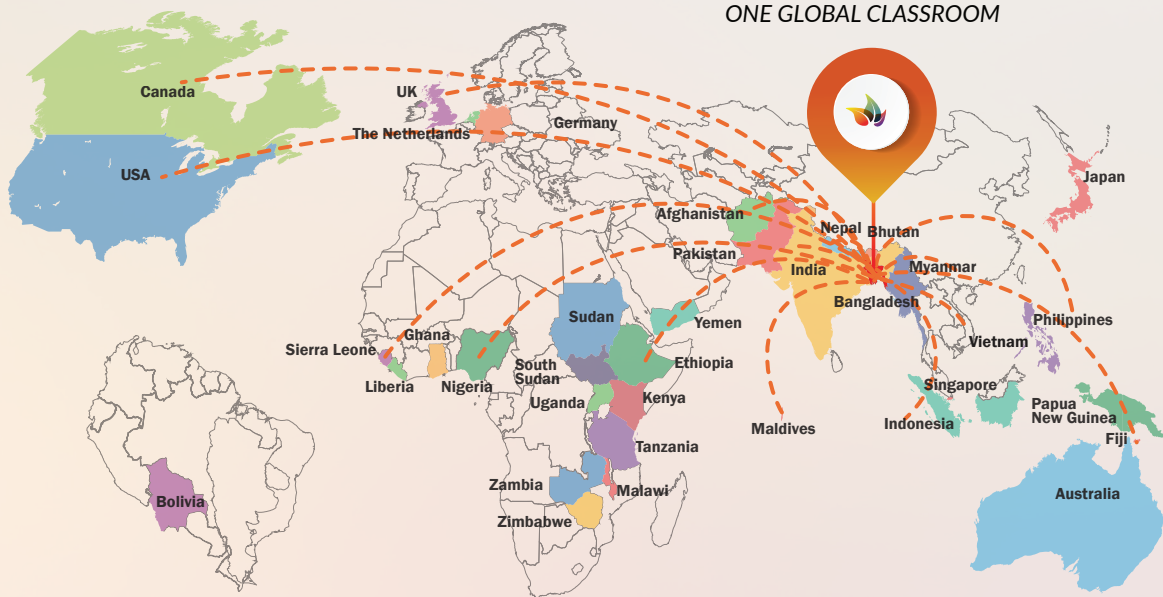 ONE GLOBAL CLASSROOM
Canada
UK
The Netherlands
Germany
USA
Japan
Afghanistan
Nepal
Bhutan
Pakistan
India
Myanmar
Bangladesh
Sudan
Yemen
Philippines
Ghana
Sierra Leone
Vietnam
South
Sudan
Ethiopia
Liberia
Nigeria
Singapore
Uganda
Kenya
Papua
New Guinea
Indonesia
Maldives
Fiji
Tanzania
Zambia
Malawi
Australia
Bolivia
Zimbabwe